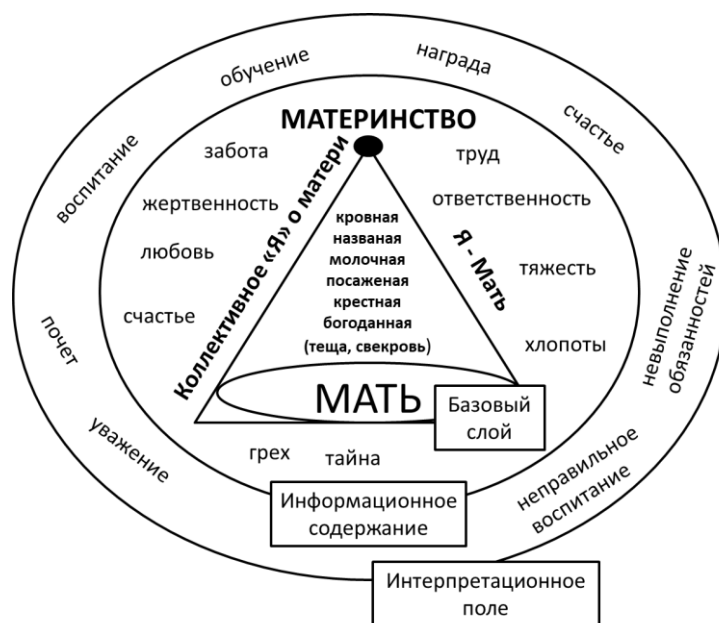 обучение
награда
воспитание
счастье
МАТЕРИНСТВО
забота
труд
жертвенность
ответственность
любовь
тяжесть
счастье
хлопоты
Коллективное «Я» о матери
Я - Мать
кровная
названая
молочная
посаженая
крестная
богоданная
(теща, свекровь)
невыполнение
обязанностей
почет
уважение
МАТЬ
Базовый
слой
грех
тайна
неправильное
воспитание
Информационное
содержание
Интерпретационное
поле